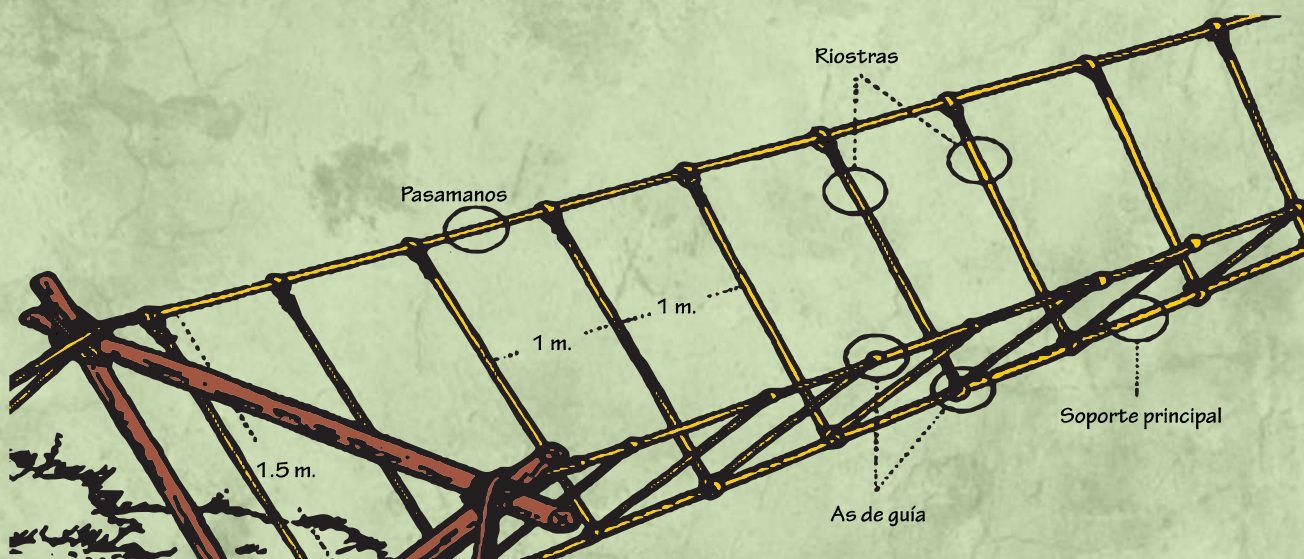 Riostras
Pasamanos
1 m.
1 m.
Soporte principal
1.5 m.
As de guía